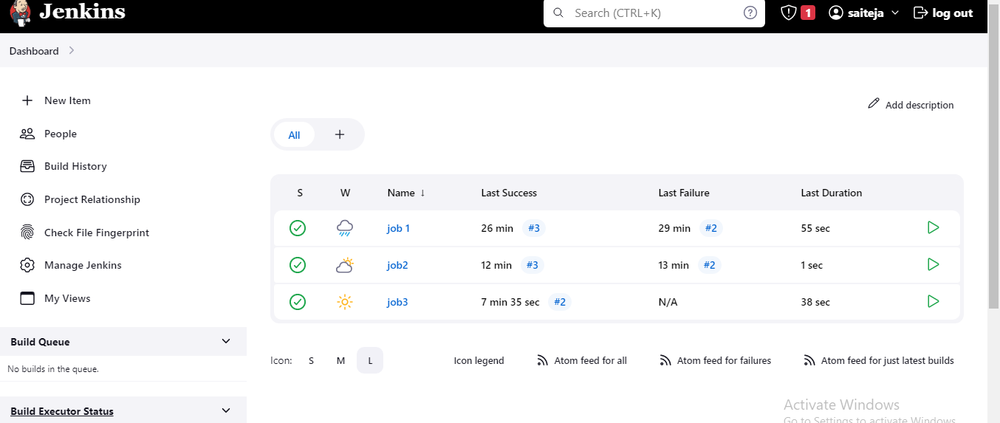 Jenkins
Search (CTRL+K)
1
saiteja
log out
Dashboard
New Item
People
Build History
Project Relationship
Check File Fingerprint
Manage Jenkins
My Views
Build Queue
No builds in the queue.
Build Executor Status
Add description
All
S W Name ↓ Last Success Last Failure Last Duration
job 1 26 min #3 29 min #2 55 sec
job2 12 min #3 13 min #2 1 sec
job3 7 min 35 sec #2 N/A 38 sec
Icon: S M L Icon legend Atom feed for all Atom feed for failures Atom feed for just latest builds
Activate Windows
Go to Settings to activate Windows.